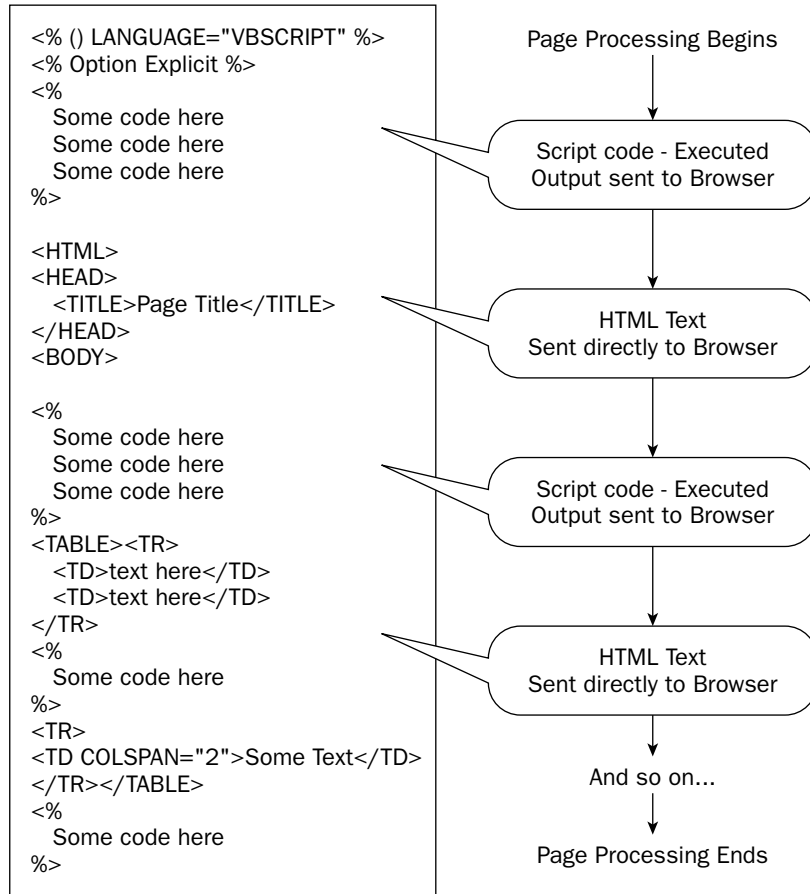 <% () LANGUAGE="VBSCRIPT" %>
<% Option Explicit %>
<%
Some code here
Some code here
Some code here
%>
<HTML>
<HEAD>
<TITLE>Page Title</TITLE>
</HEAD>
<BODY>
<%
Some code here
Some code here
Some code here
%>
<TABLE><TR>
<TD>text here</TD>
<TD>text here</TD>
</TR>
<%
Some code here
%>
<TR>
<TD COLSPAN="2">Some Text</TD>
</TR></TABLE>
<%
Some code here
%>
Page Processing Begins
Script code - Executed
Output sent to Browser
HTML Text
Sent directly to Browser
Script code - Executed
Output sent to Browser
HTML Text
Sent directly to Browser
And so on...
Page Processing Ends